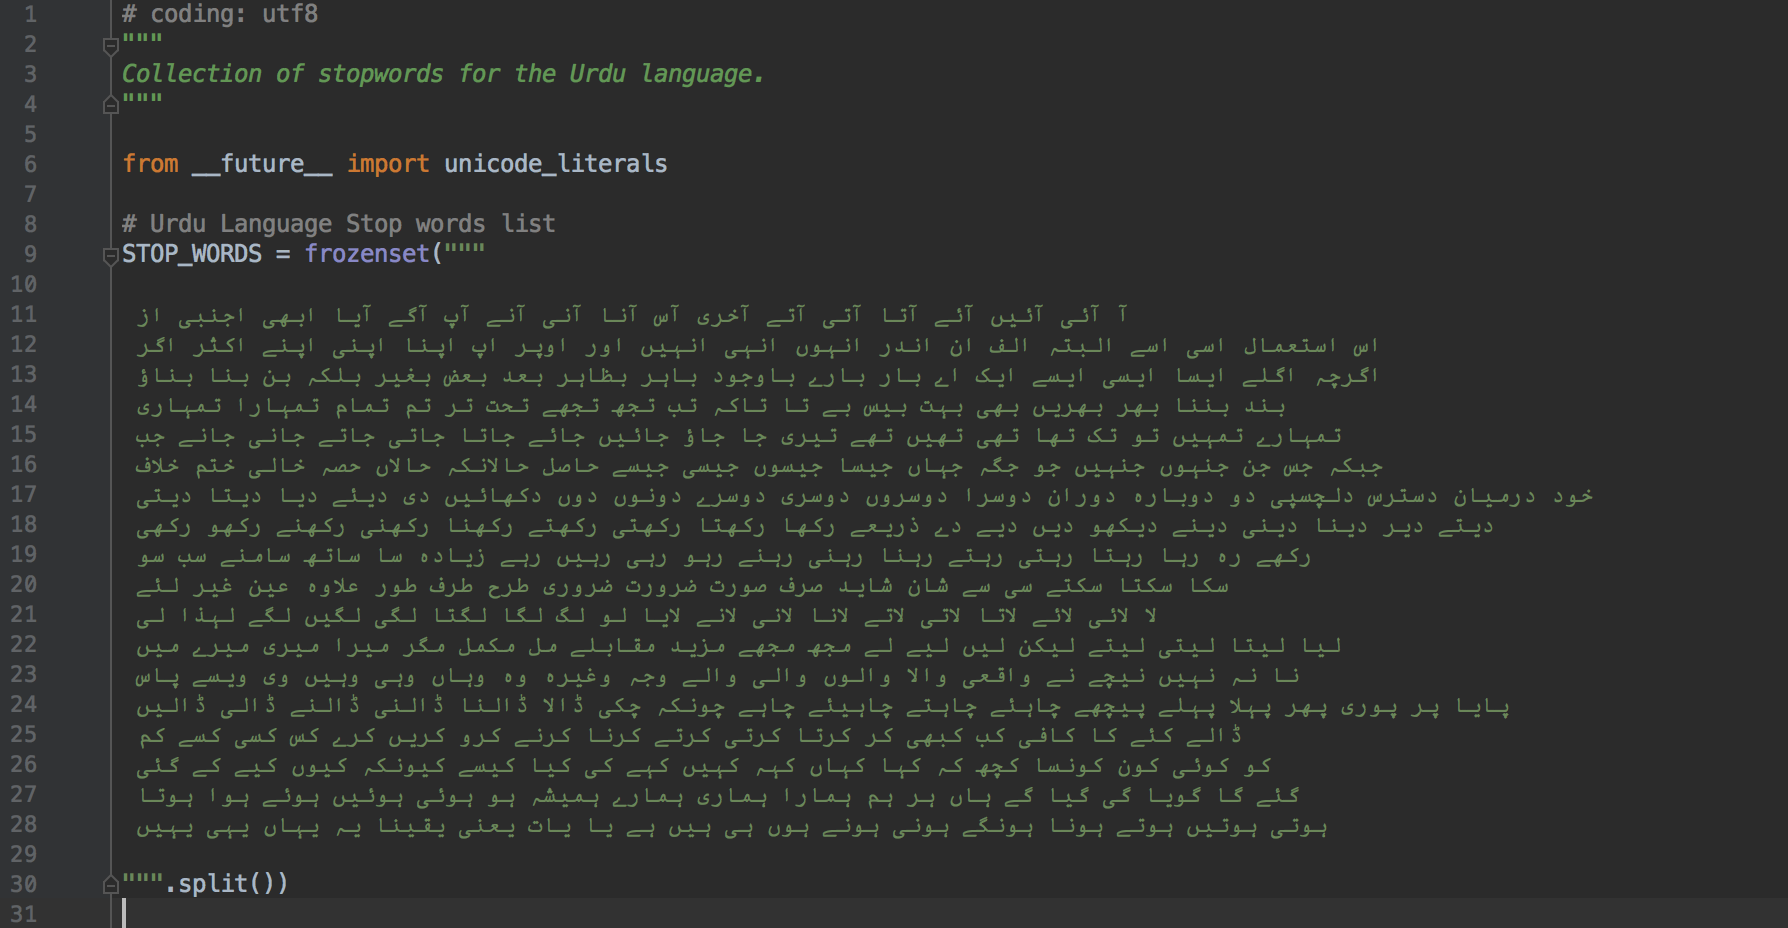 1 # coding: utf8
2 """
3 Collection of stopwords for the Urdu language.
4 """
5
6 from __future__ import unicode_literals
7
8 # Urdu Language Stop words list
9 STOP_WORDS = frozenset("""
10
11 آ آئی آئیں آئے آتا آتی آتے آخری آس آنا آنی آنے آپ آگے آیا ابھی اجنبی از
12 اس استعمال اسی اسے البتہ الف ان اندر انہوں انہی انہیں اور اوپر اپ اپنا اپنی اپنے اکثر اگر
13 اگرچہ اگلے ایسا ایسی ایسے ایک اے بار بارے باوجود باہر بظاہر بعد بعض بغیر بلکہ بن بنا بناؤ
14 بند بننا بھر بھریں بھی بہت بیس بے تا تاکہ تب تجھ تجھے تحت تر تم تمام تمہارا تمہاری
15 تمہارے تمہیں تو تک تھا تھی تھیں تھے تیری جا جاؤ جائیں جائے جاتا جاتی جاتے جانی جانے جب
16 جبکہ جس جن جنہوں جنہیں جو جگہ جہاں جیسا جیسوں جیسی جیسے حاصل حالانکہ حالاں حصہ خالی ختم خلاف
17 خود درمیان دسترس دلچسپی دو دوبارہ دوران دوسرا دوسروں دوسری دوسرے دونوں دوں دکھائیں دی دیئے دیا دیتا دیتی
18 دیتے دیر دینا دینی دینے دیکھو دیں دیے دے ذریعے رکھا رکھتا رکھتی رکھتے رکھنا رکھنی رکھنے رکھو رکھی
19 رکھے رہ رہا رہتا رہتی رہتے رہنا رہنی رہنے رہو رہی رہیں رہے زیادہ سا ساتھ سامنے سب سو
20 سکا سکتا سکتے سی سے شان شاید صرف صورت ضرورت ضروری طرح طرف طور علاوہ عین غیر لئے
21 لا لائی لائے لاتا لاتی لاتے لانا لانی لانے لایا لو لگ لگا لگتا لگی لگیں لگے لہذا لی
22 لیا لیتا لیتی لیتے لیکن لیں لیے لے مجھ مجھے مزید مقابلے مل مکمل مگر میرا میری میرے میں
23 نا نہ نہیں نیچے نے واقعی والا والوں والی والے وجہ وغیرہ وہ وہاں وہی وہیں وی ویسے پاس
24 پایا پر پوری پھر پہلا پہلے پیچھے چاہئے چاہتے چاہیئے چاہے چونکہ چکی ڈالا ڈالنا ڈالنی ڈالنے ڈالی ڈالیں
25 ڈالے کئے کا کافی کب کبھی کر کرتا کرتی کرتے کرنا کرنے کرو کریں کرے کس کسی کسے کم
26 کو کوئی کون کونسا کچھ کہ کہا کہاں کہہ کہیں کہے کی کیا کیسے کیونکہ کیوں کیے کے گئی
27 گئے گا گویا گی گیا گے ہاں ہر ہم ہمارا ہماری ہمارے ہمیشہ ہو ہوئی ہوئیں ہوئے ہوا ہوتا
28 ہوتی ہوتیں ہوتے ہونا ہونگے ہونی ہونے ہوں ہی ہیں ہے یا یات یعنی یقینا یہ یہاں یہی یہیں
29
30 """.split())
31